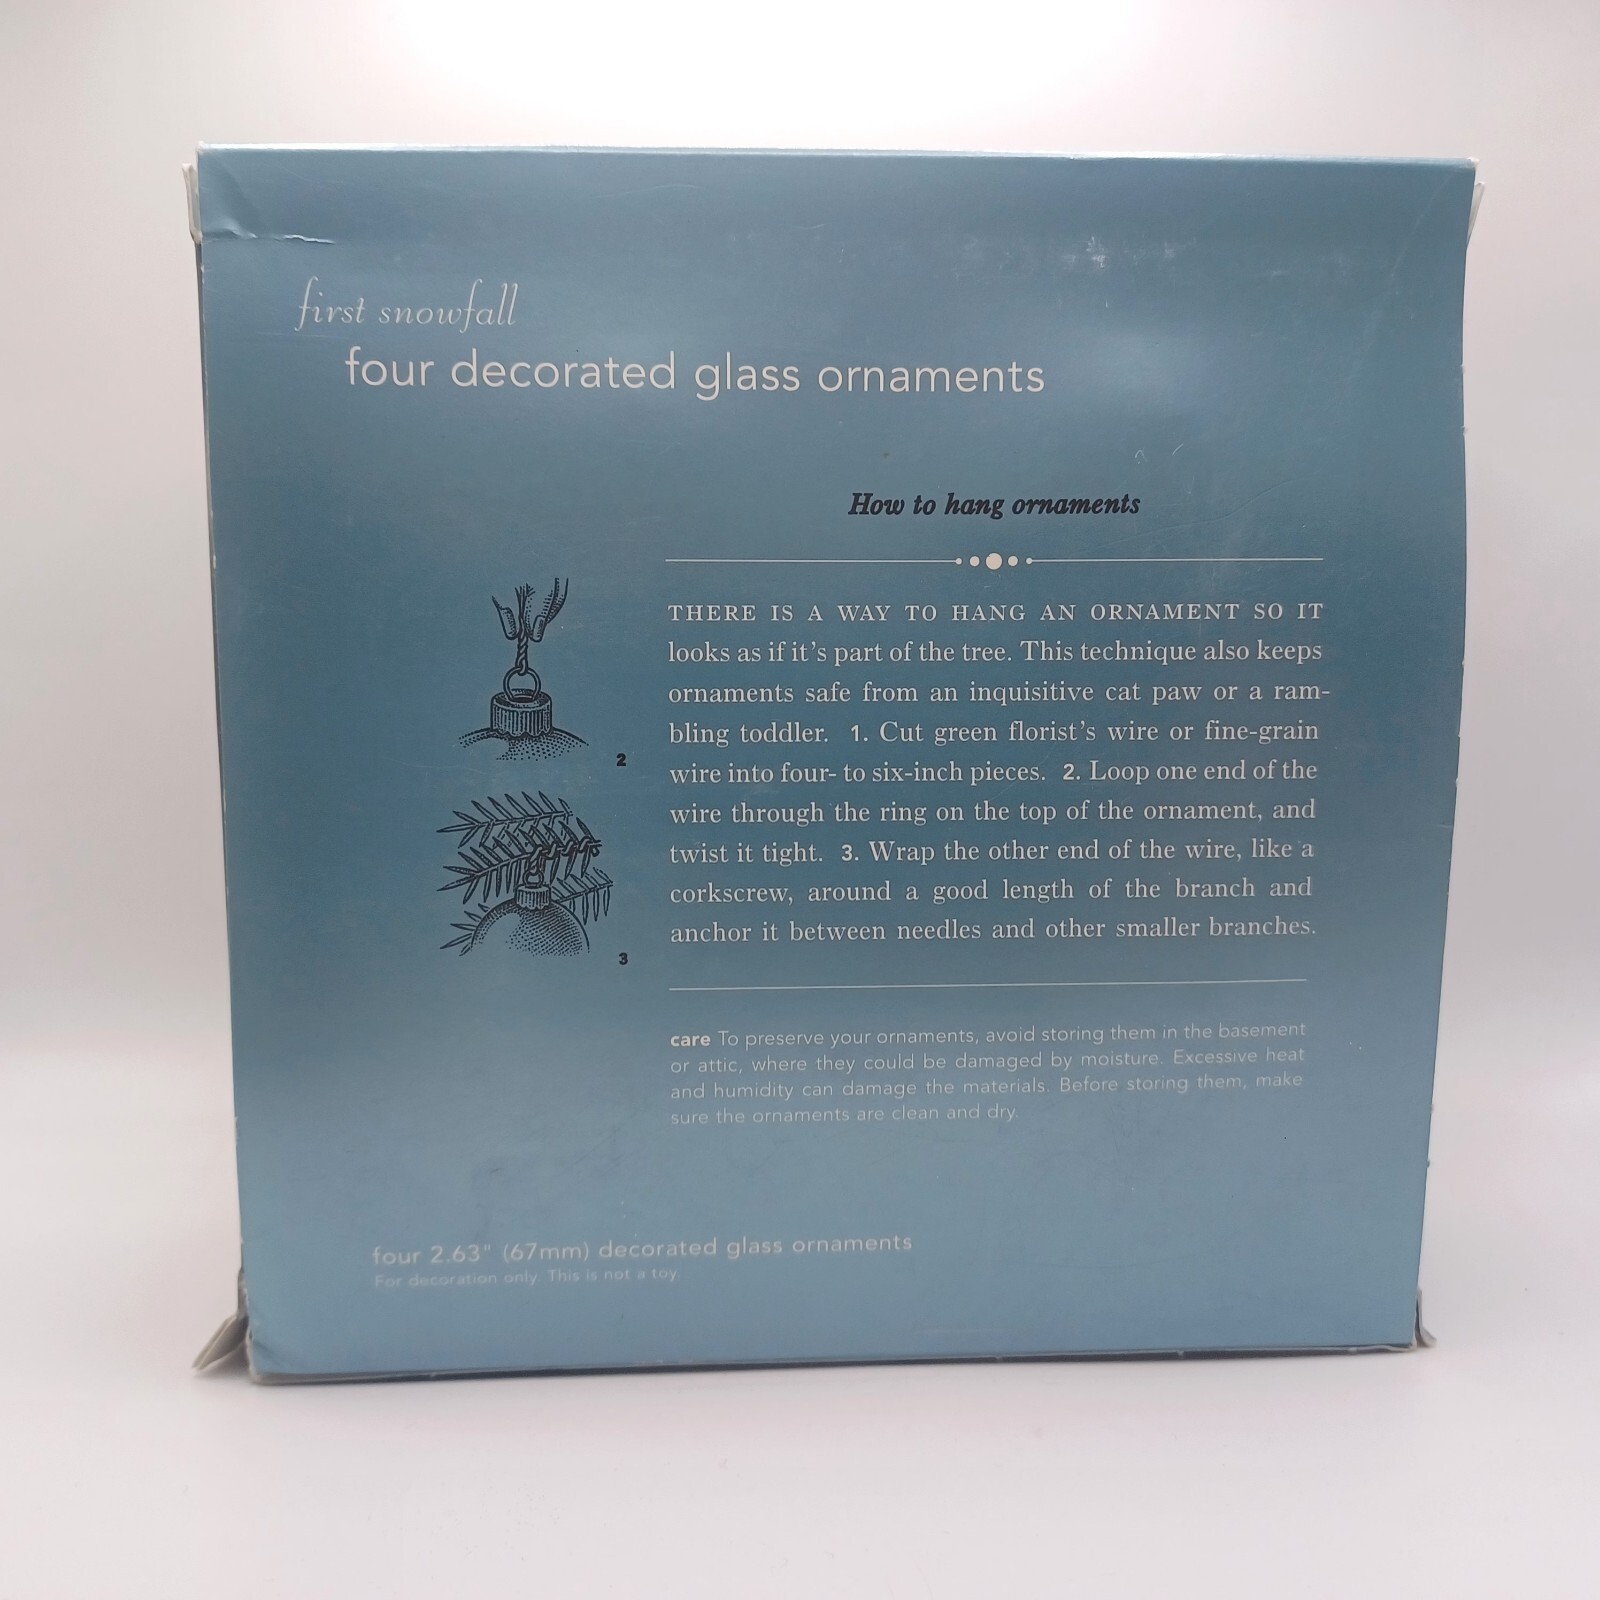 first snowfall
four decorated glass ornaments
How to hang ornaments
THERE IS A WAY TO HANG AN ORNAMENT SO IT
looks as if it's part of the tree. This technique also keeps
ornaments safe from an inquisitive cat paw or a ram-
bling toddler. 1. Cut green florist's wire or fine-grain
wire into four- to six-inch pieces. 2. Loop one end of the
wire through the ring on the top of the ornament, and
twist it tight. 3. Wrap the other end of the wire, like a
corkscrew, around a good length of the branch and
anchor it between needles and other smaller branches.
2
3
care To preserve your ornaments, avoid storing them in the basement
or attic, where they could be damaged by moisture. Excessive heat
and humidity can damage the materials. Before storing them, make
sure the ornaments are clean and dry.
four 2.63" (67mm) decorated glass ornaments
For decoration only. This is not a toy.